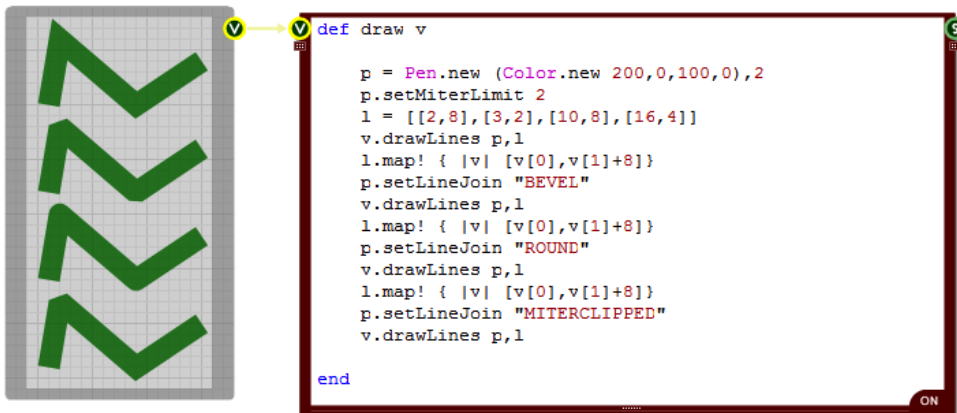 V
V
def draw v
p = Pen.new (Color.new 200,0,100,0),2
p.setMiterLimit 2
l = [[2,8],[3,2],[10,8],[16,4]]
v.drawLines p,l
l.map! { |v| [v[0],v[1]+8]}
p.setLineJoin "BEVEL"
v.drawLines p,l
l.map! { |v| [v[0],v[1]+8]}
p.setLineJoin "ROUND"
v.drawLines p,l
l.map! { |v| [v[0],v[1]+8]}
p.setLineJoin "MITERCLIPPED"
v.drawLines p,l
end
ON